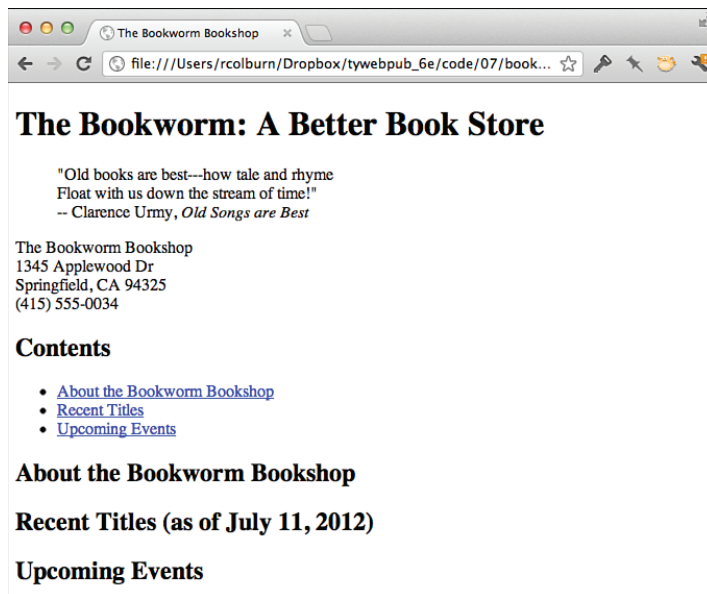 The Bookworm Bookshop
file:///Users/rcolburn/Dropbox/tywebpub_6e/code/07/book...
The Bookworm: A Better Book Store
"Old books are best---how tale and rhyme
Float with us down the stream of time!"
-- Clarence Urmy, Old Songs are Best
The Bookworm Bookshop
1345 Applewood Dr
Springfield, CA 94325
(415) 555-0034
Contents
• About the Bookworm Bookshop
• Recent Titles
• Upcoming Events
About the Bookworm Bookshop
Recent Titles (as of July 11, 2012)
Upcoming Events